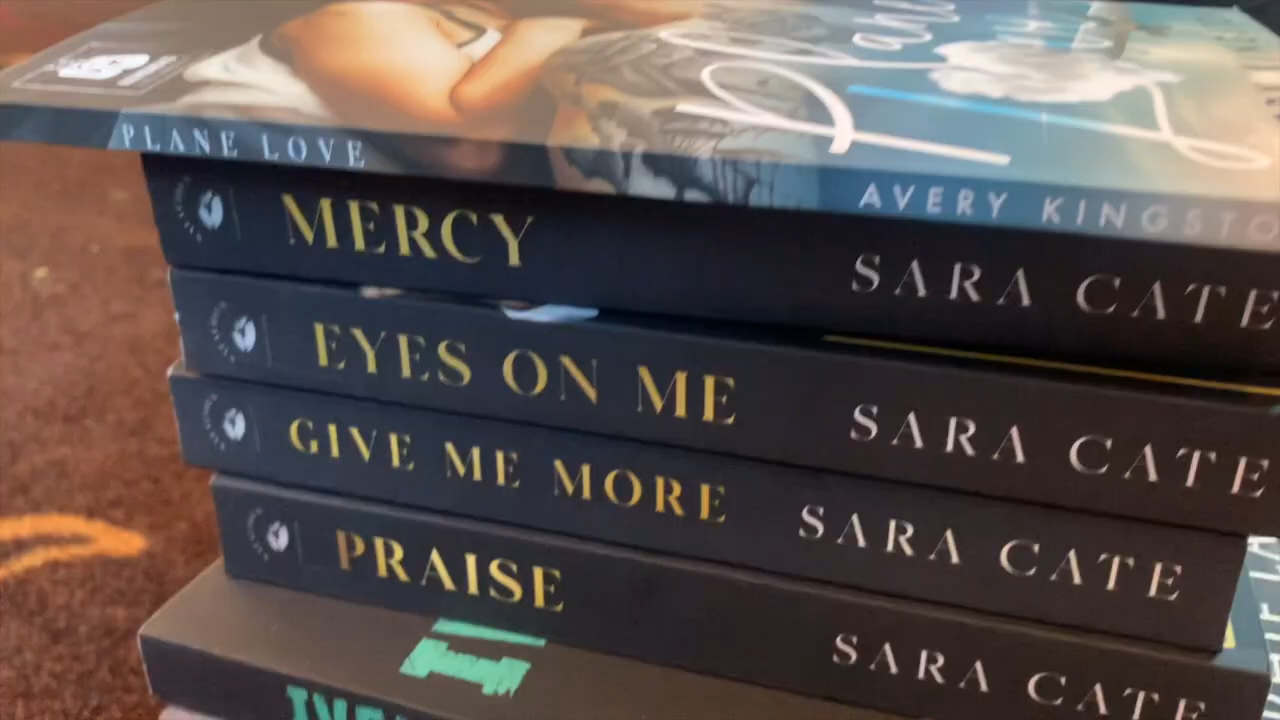 Plane
PLANE LOVE
AVERY KINGSTO
MERCY SARA CATE
EYES ON ME SARA CATE
GIVE ME MORE SARA CATE
PRAISE SARA CATE